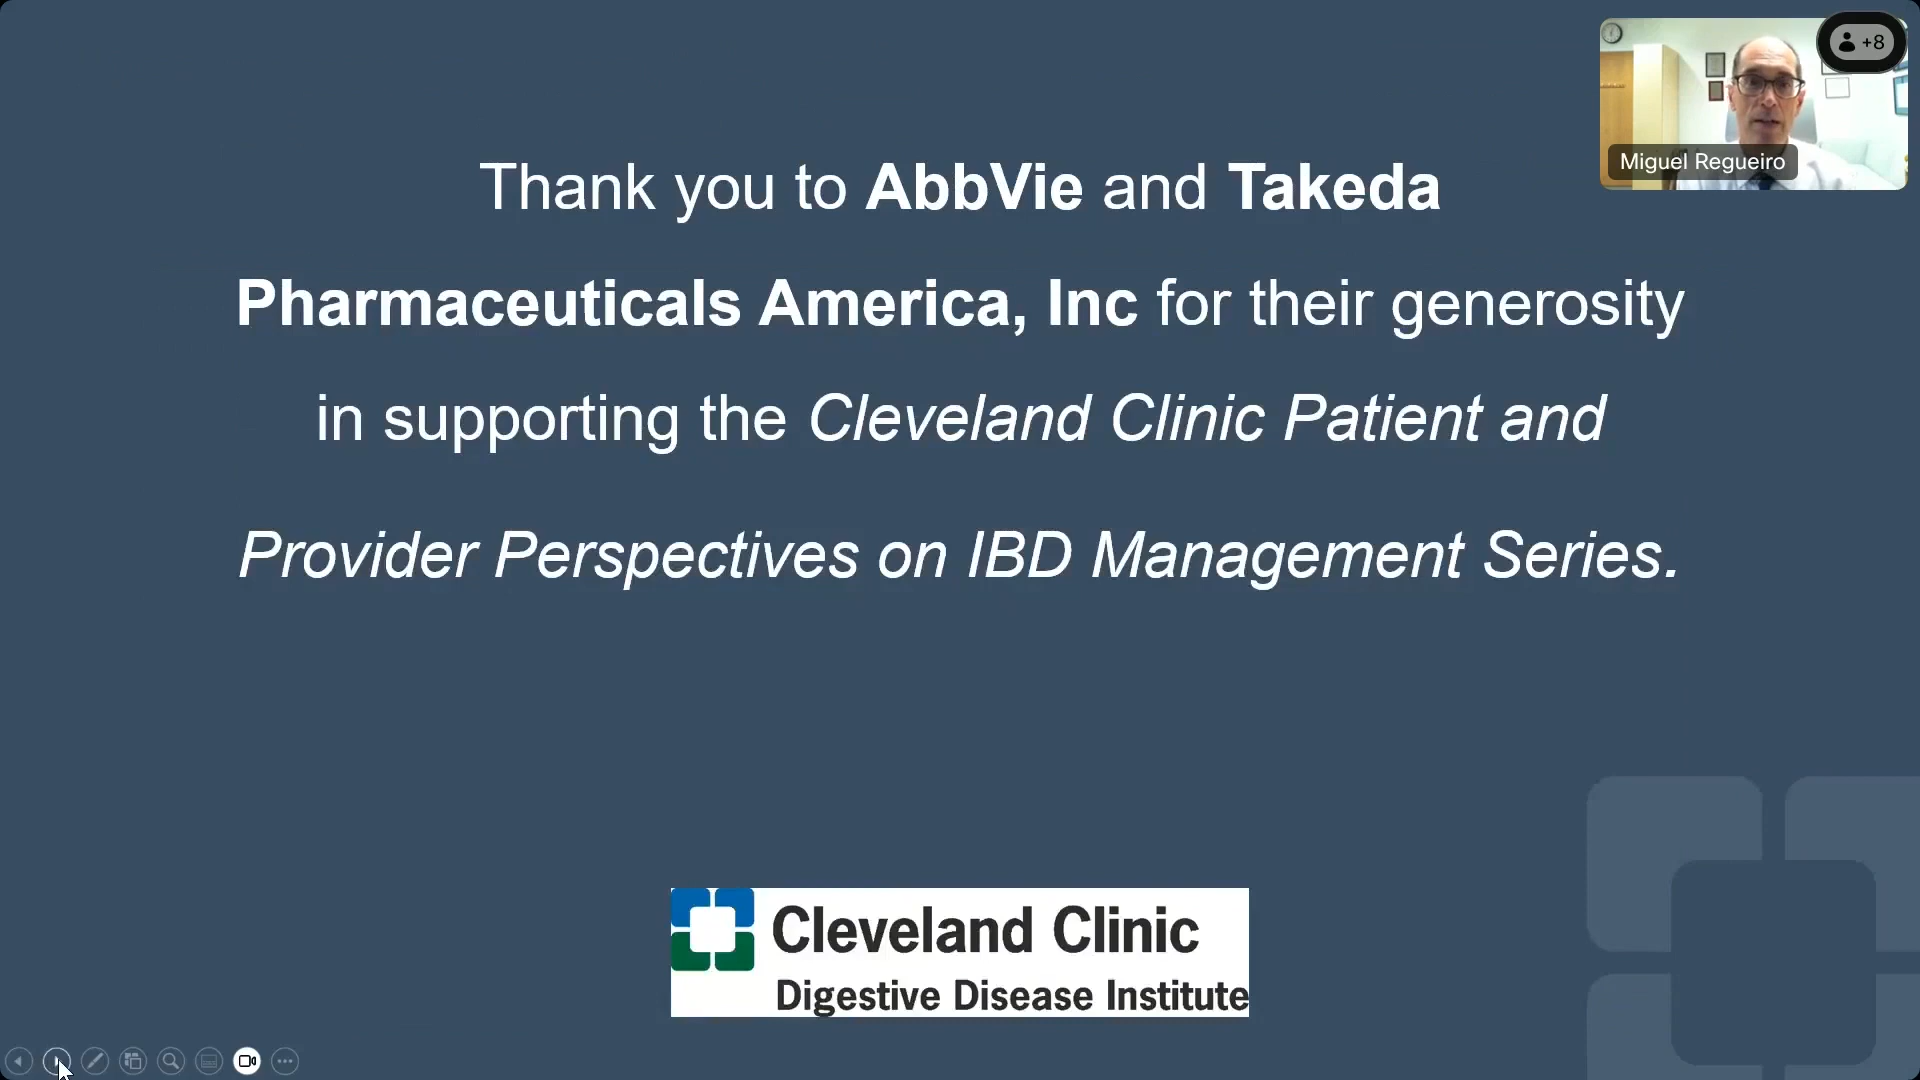 +8
Miguel Regueiro
Thank you to AbbVie and Takeda
Pharmaceuticals America, Inc for their generosity
in supporting the Cleveland Clinic Patient and
Provider Perspectives on IBD Management Series.
Cleveland Clinic
Digestive Disease Institute